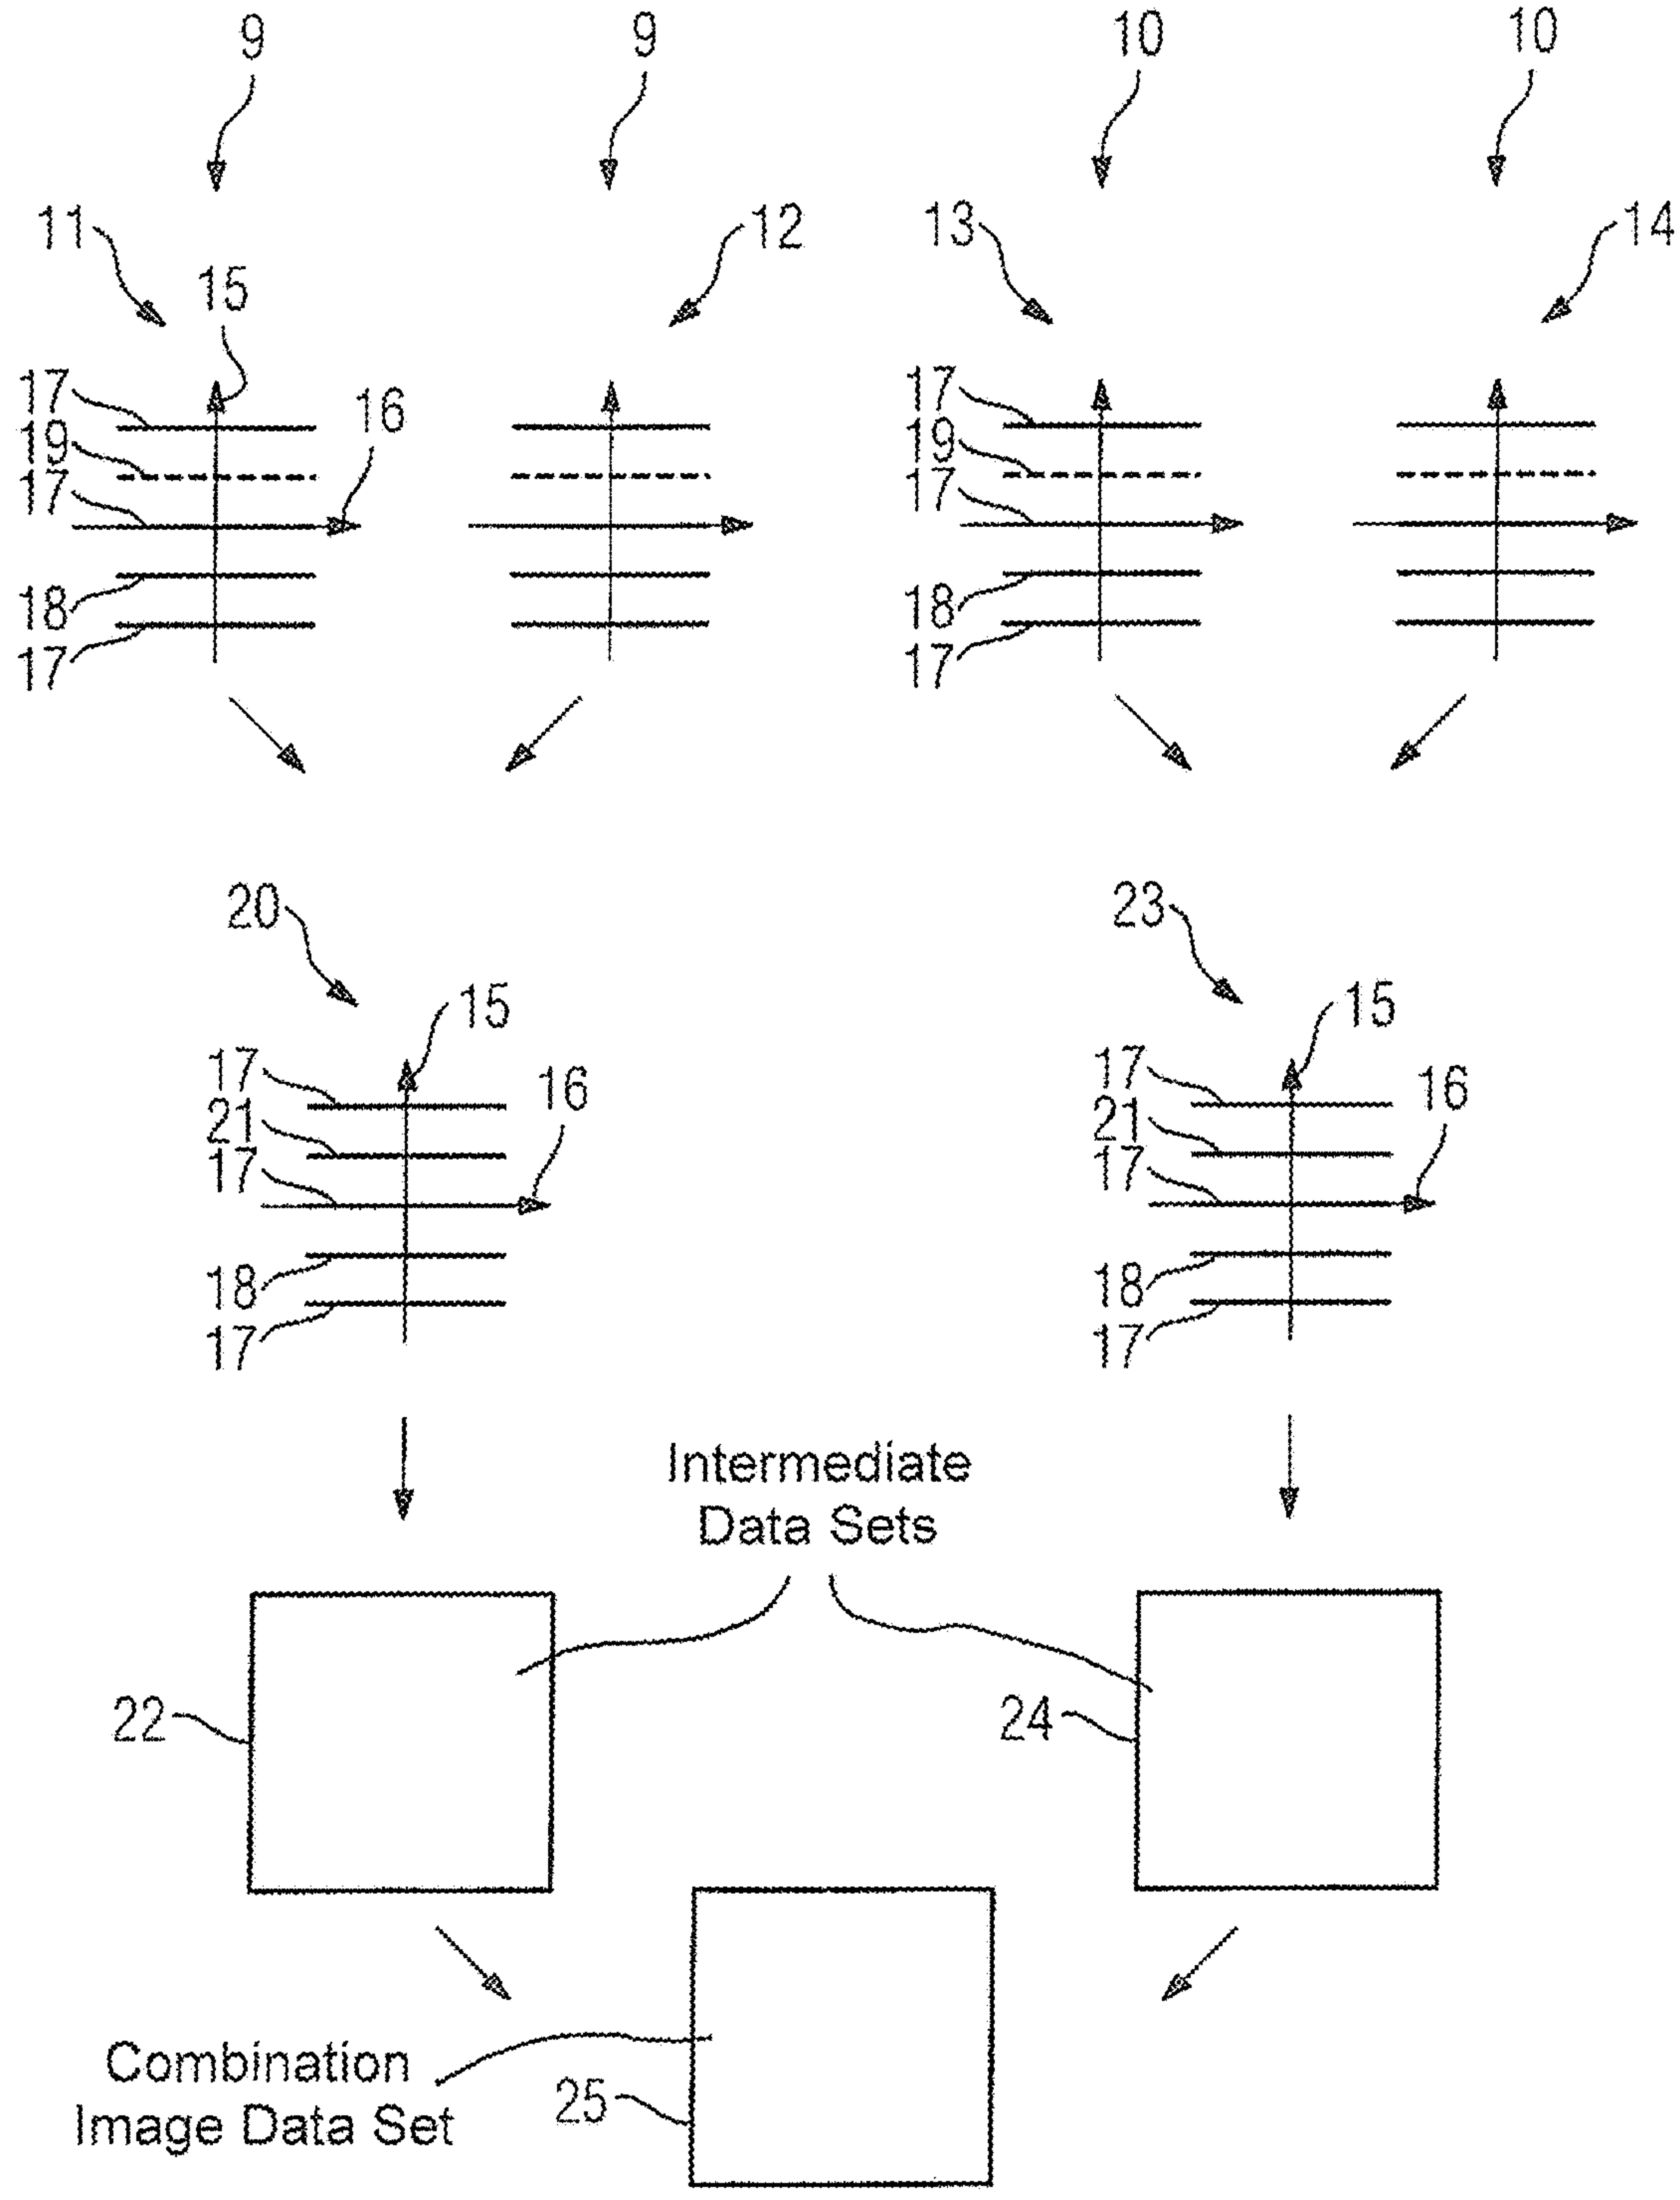 9 9 10 10
11 12 13 14
15
17 16 17
19 19
17 17
18 18
17 17
20 23
15 15
17 16 17 16
21 21
17 17
18 18
17 17
Intermediate
Data Sets
22 24
Combination
Image Data Set
25